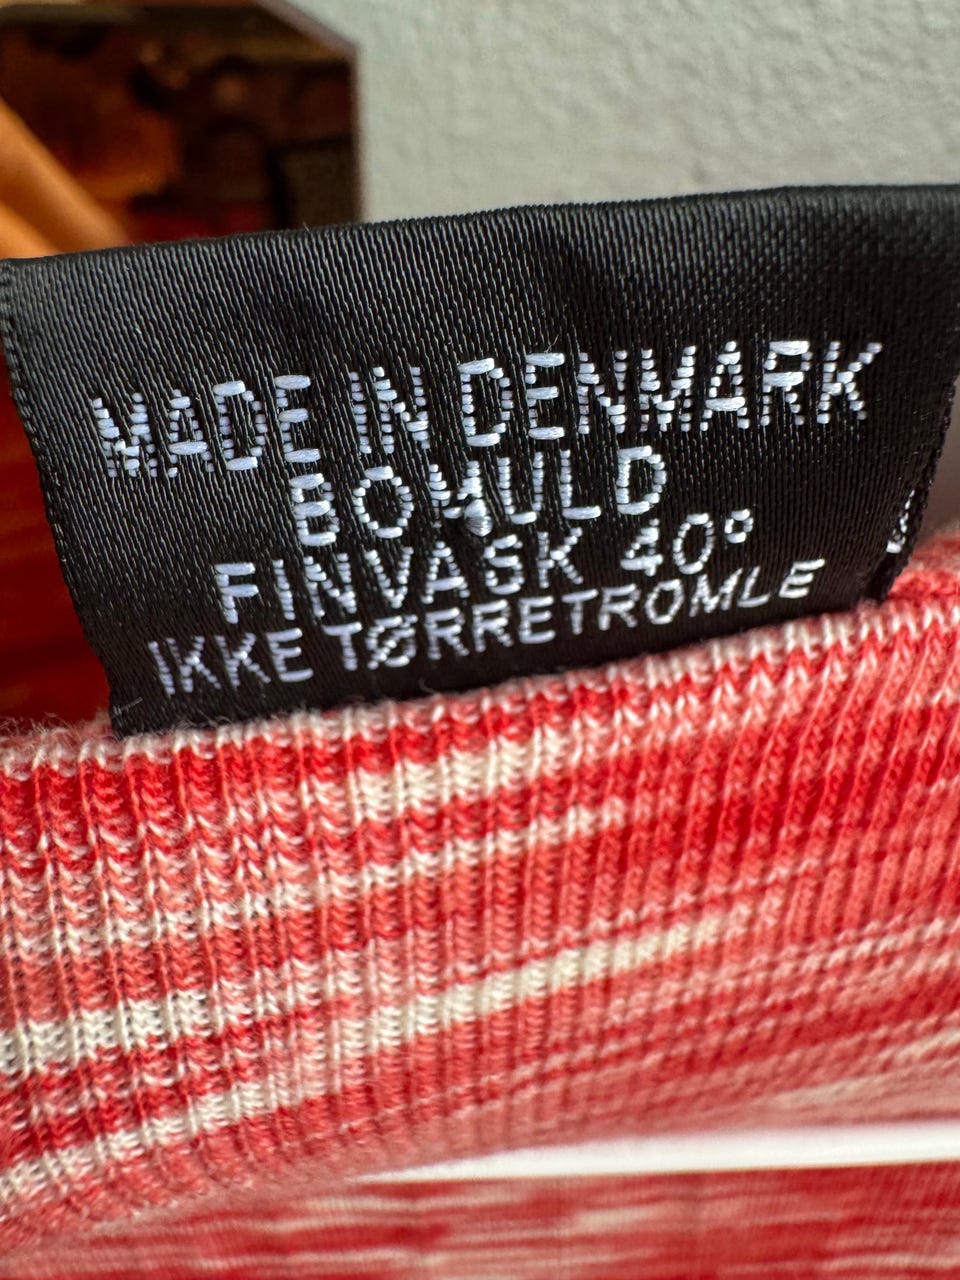 MADE IN DENMARK
BOMULD
FINVASK 40°
IKKE TØRRETROMLE